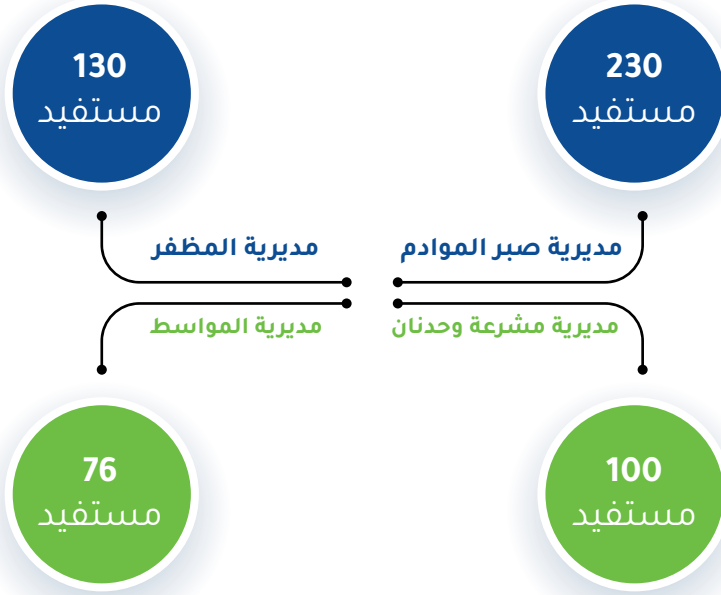 230
مستفيد
130
مستفيد
مديرية صبر الموادم
مديرية المظفر
مديرية مشرعة وحدنان
مديرية المواسط
100
مستفيد
76
مستفيد